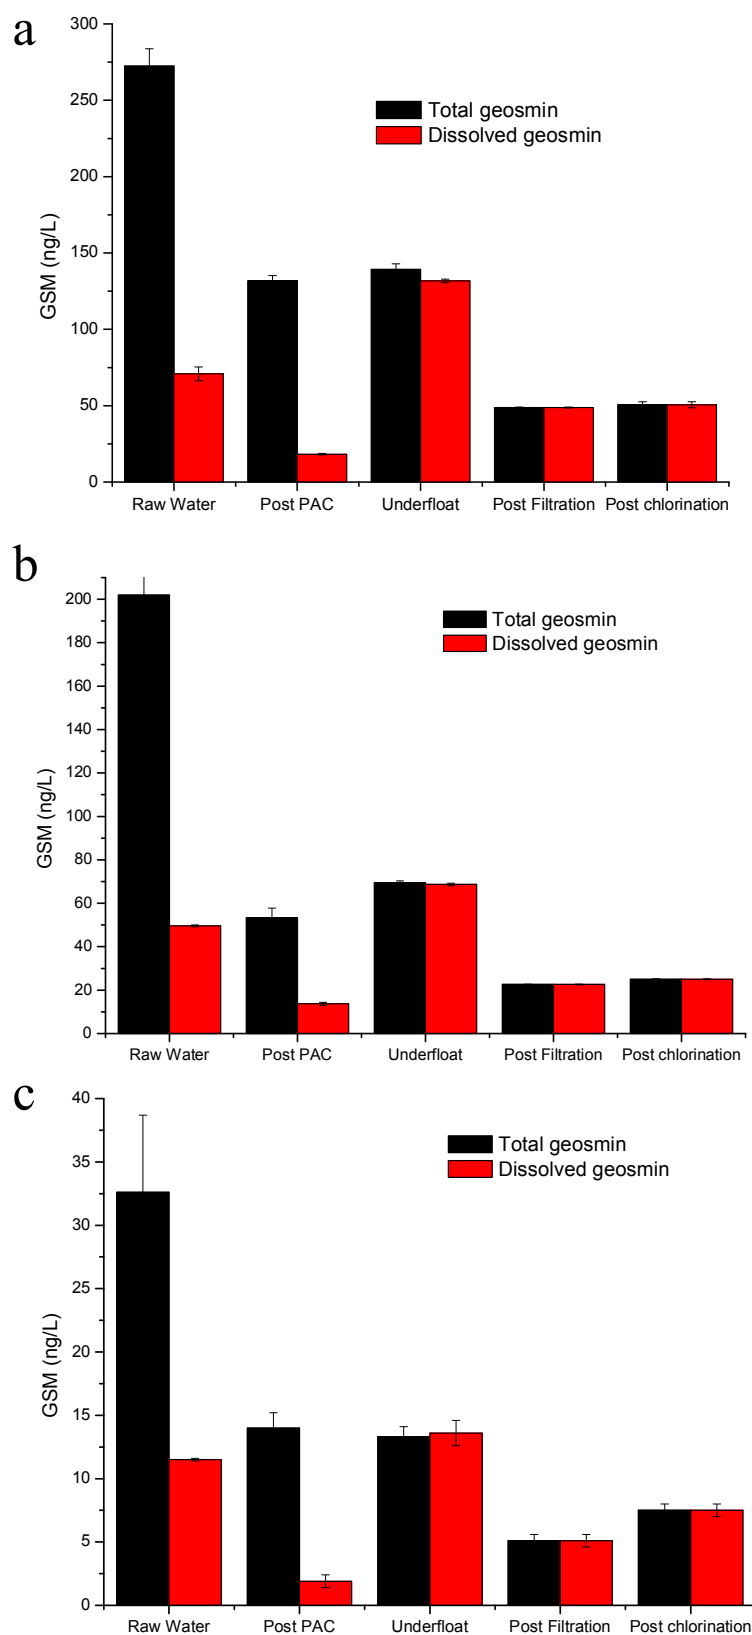 a
300
250
200
150
100
50
0
GSM (ng/L)
Total geosmin
Dissolved geosmin
Raw Water Post PAC Underfloat Post Filtration Post chlorination
b
200
180
160
140
120
100
80
60
40
20
0
GSM (ng/L)
Total geosmin
Dissolved geosmin
Raw Water Post PAC Underfloat Post Filtration Post chlorination
c
40
35
30
25
20
15
10
5
0
GSM (ng/L)
Total geosmin
Dissolved geosmin
Raw Water Post PAC Underfloat Post Filtration Post chlorination